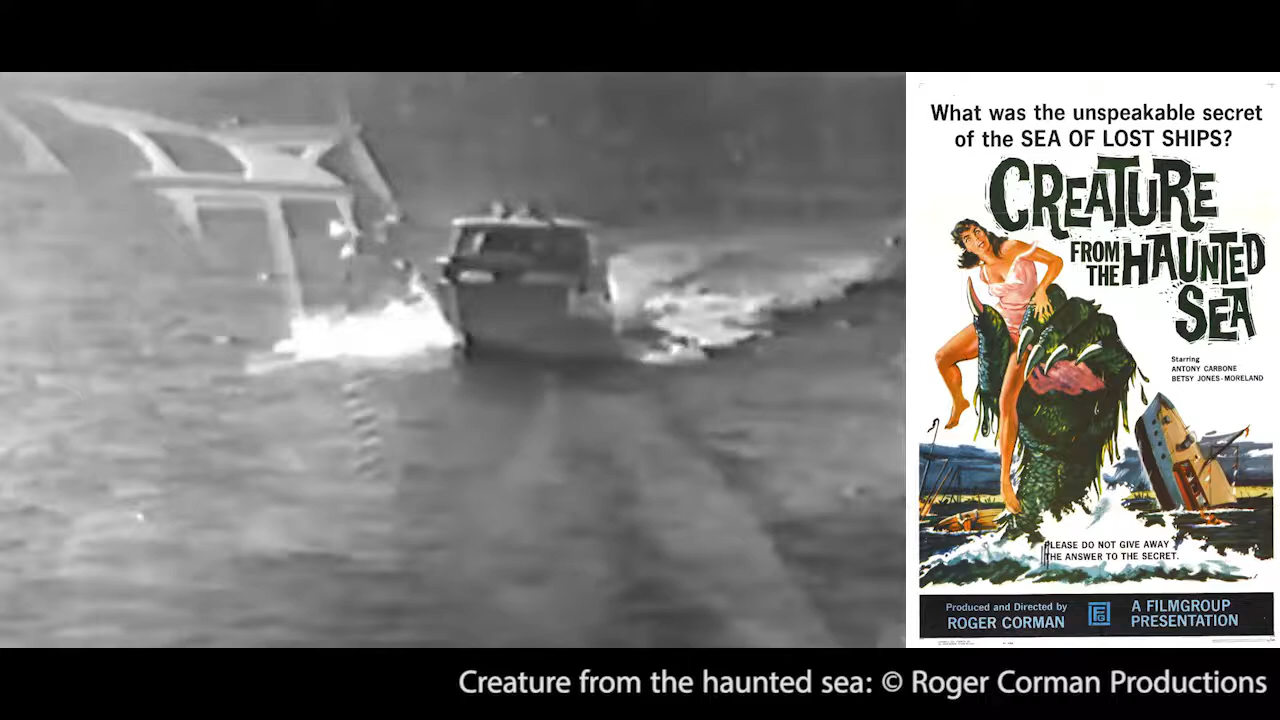 What was the unspeakable secret
of the SEA OF LOST SHIPS?
CREATURE
FROM THE HAUNTED
SEA
Starring
ANTONY CARBONE
BETSY JONES-MORELAND
PLEASE DO NOT GIVE AWAY
THE ANSWER TO THE SECRET.
Produced and Directed by
ROGER CORMAN
FG
A FILMGROUP
PRESENTATION
Creature from the haunted sea: © Roger Corman Productions